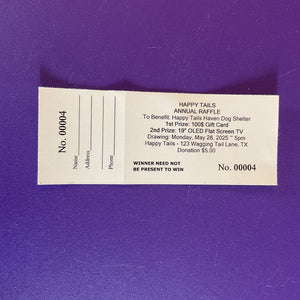 No. 00004
Name
Address
Phone
HAPPY TAILS
ANNUAL RAFFLE
To Benefit: Happy Tails Haven Dog Shelter
1st Prize: 100$ Gift Card
2nd Prize: 19" OLED Flat Screen TV
Drawing: Monday, May 28, 2025 ~ 5pm
Happy Tails - 123 Wagging Tail Lane, TX
Donation $5.00
WINNER NEED NOT
BE PRESENT TO WIN
No. 00004